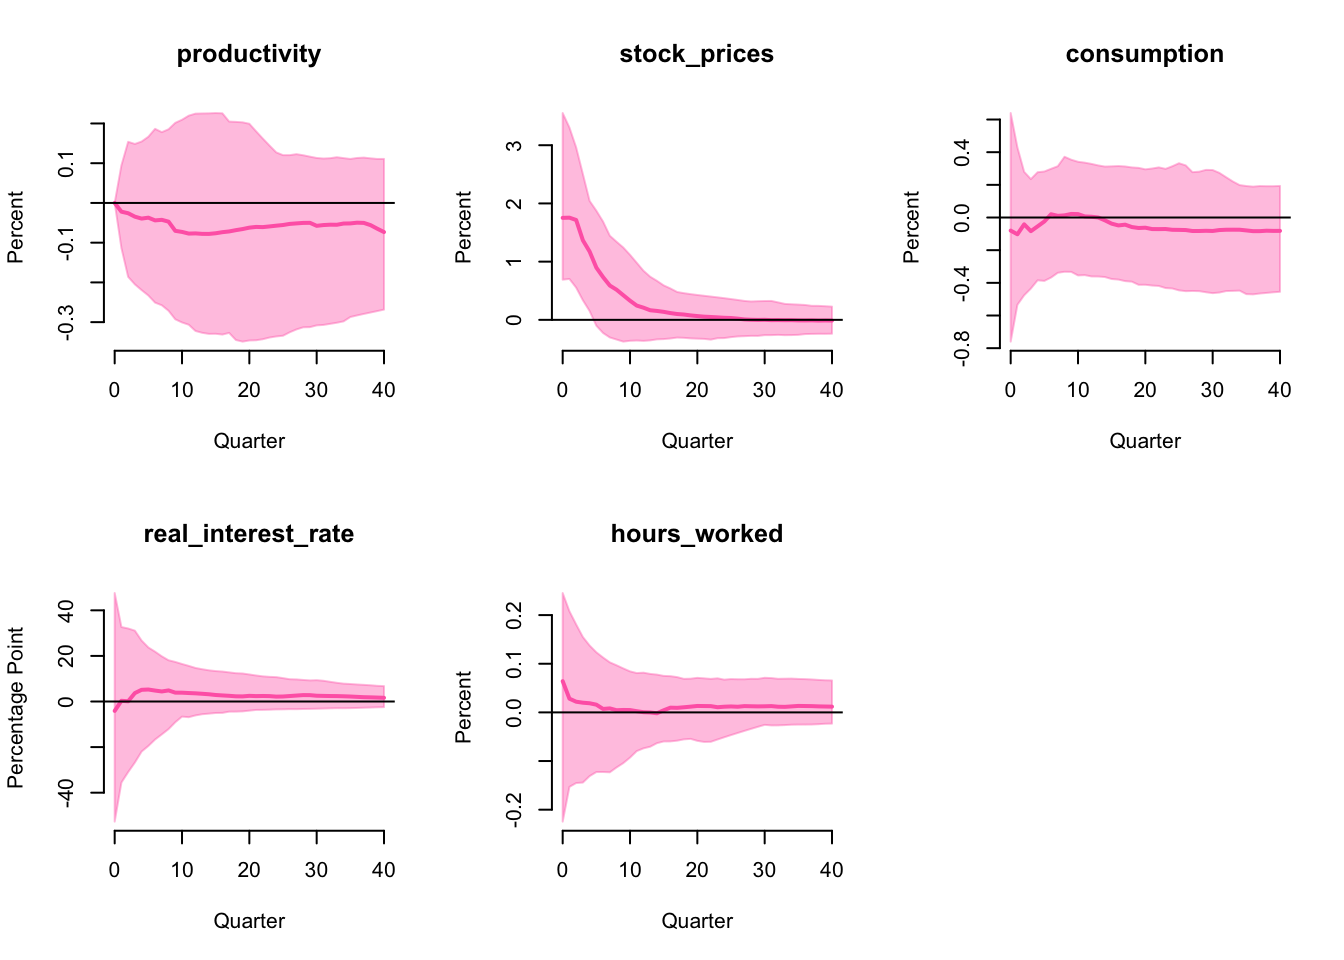 productivity
Percent
0.1
-0.1
-0.3
0 10 20 30 40
Quarter
stock_prices
Percent
3
2
1
0
0 10 20 30 40
Quarter
consumption
Percent
0.4
0.0
-0.4
-0.8
0 10 20 30 40
Quarter
real_interest_rate
Percentage Point
40
20
0
-40
0 10 20 30 40
Quarter
hours_worked
Percent
0.2
0.1
0.0
-0.2
0 10 20 30 40
Quarter